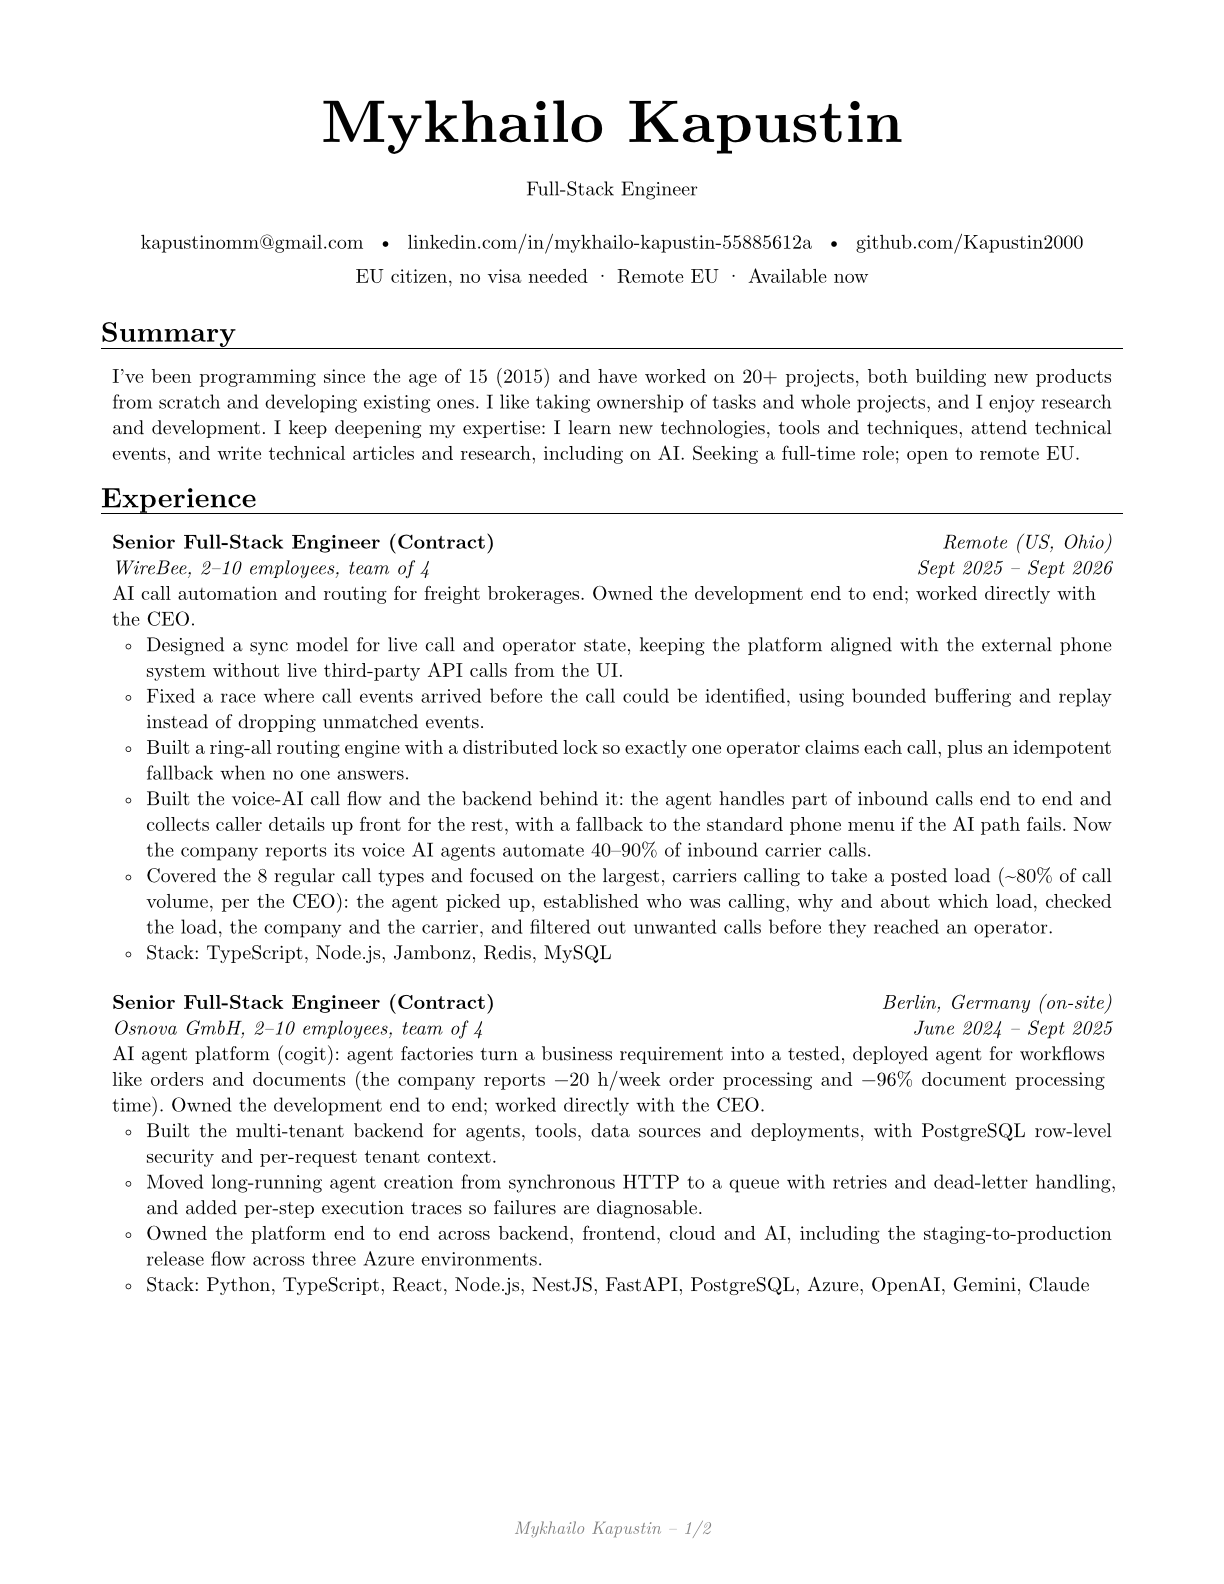 Mykhailo Kapustin
Full-Stack Engineer
kapustinomm@gmail.com • linkedin.com/in/mykhailo-kapustin-55885612a • github.com/Kapustin2000
EU citizen, no visa needed · Remote EU · Available now
Summary
I've been programming since the age of 15 (2015) and have worked on 20+ projects, both building new products
from scratch and developing existing ones. I like taking ownership of tasks and whole projects, and I enjoy research
and development. I keep deepening my expertise: I learn new technologies, tools and techniques, attend technical
events, and write technical articles and research, including on AI. Seeking a full-time role; open to remote EU.
Experience
Senior Full-Stack Engineer (Contract) Remote (US, Ohio)
WireBee, 2–10 employees, team of 4 Sept 2025 – Sept 2026
AI call automation and routing for freight brokerages. Owned the development end to end; worked directly with
the CEO.
◦ Designed a sync model for live call and operator state, keeping the platform aligned with the external phone
system without live third-party API calls from the UI.
◦ Fixed a race where call events arrived before the call could be identified, using bounded buffering and replay
instead of dropping unmatched events.
◦ Built a ring-all routing engine with a distributed lock so exactly one operator claims each call, plus an idempotent
fallback when no one answers.
◦ Built the voice-AI call flow and the backend behind it: the agent handles part of inbound calls end to end and
collects caller details up front for the rest, with a fallback to the standard phone menu if the AI path fails. Now
the company reports its voice AI agents automate 40–90% of inbound carrier calls.
◦ Covered the 8 regular call types and focused on the largest, carriers calling to take a posted load (~80% of call
volume, per the CEO): the agent picked up, established who was calling, why and about which load, checked
the load, the company and the carrier, and filtered out unwanted calls before they reached an operator.
◦ Stack: TypeScript, Node.js, Jambonz, Redis, MySQL
Senior Full-Stack Engineer (Contract) Berlin, Germany (on-site)
Osnova GmbH, 2–10 employees, team of 4 June 2024 – Sept 2025
AI agent platform (cogit): agent factories turn a business requirement into a tested, deployed agent for workflows
like orders and documents (the company reports −20 h/week order processing and −96% document processing
time). Owned the development end to end; worked directly with the CEO.
◦ Built the multi-tenant backend for agents, tools, data sources and deployments, with PostgreSQL row-level
security and per-request tenant context.
◦ Moved long-running agent creation from synchronous HTTP to a queue with retries and dead-letter handling,
and added per-step execution traces so failures are diagnosable.
◦ Owned the platform end to end across backend, frontend, cloud and AI, including the staging-to-production
release flow across three Azure environments.
◦ Stack: Python, TypeScript, React, Node.js, NestJS, FastAPI, PostgreSQL, Azure, OpenAI, Gemini, Claude
Mykhailo Kapustin – 1/2